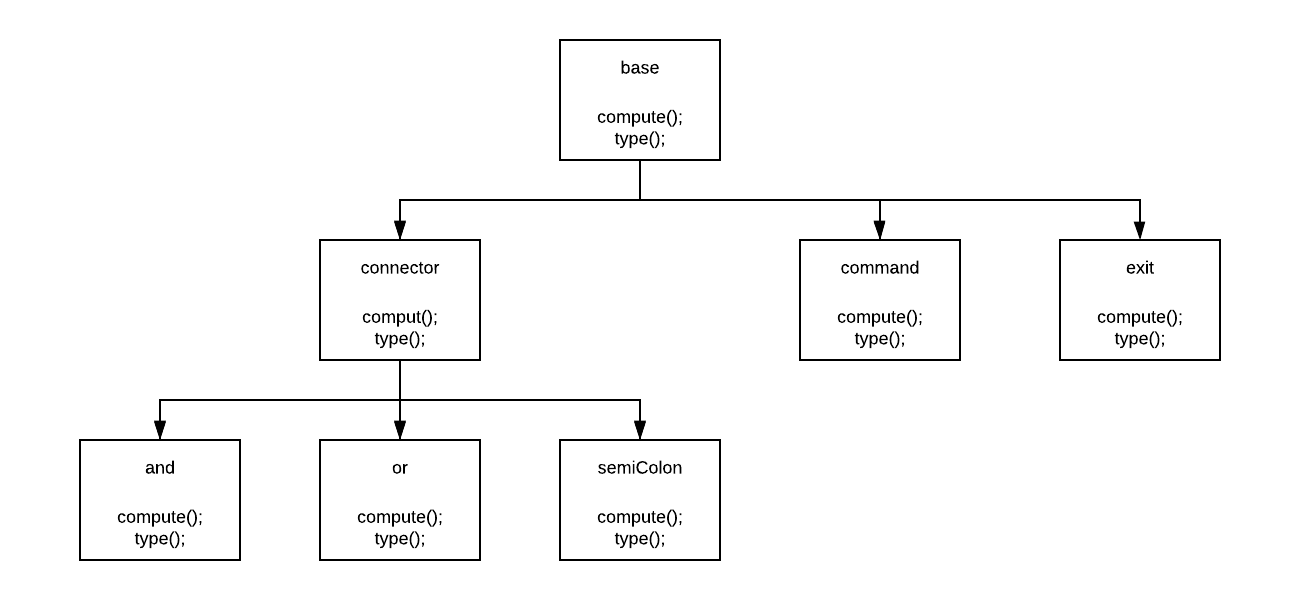 base
compute();
type();
connector
comput();
type();
command
compute();
type();
exit
compute();
type();
and
compute();
type();
or
compute();
type();
semiColon
compute();
type();